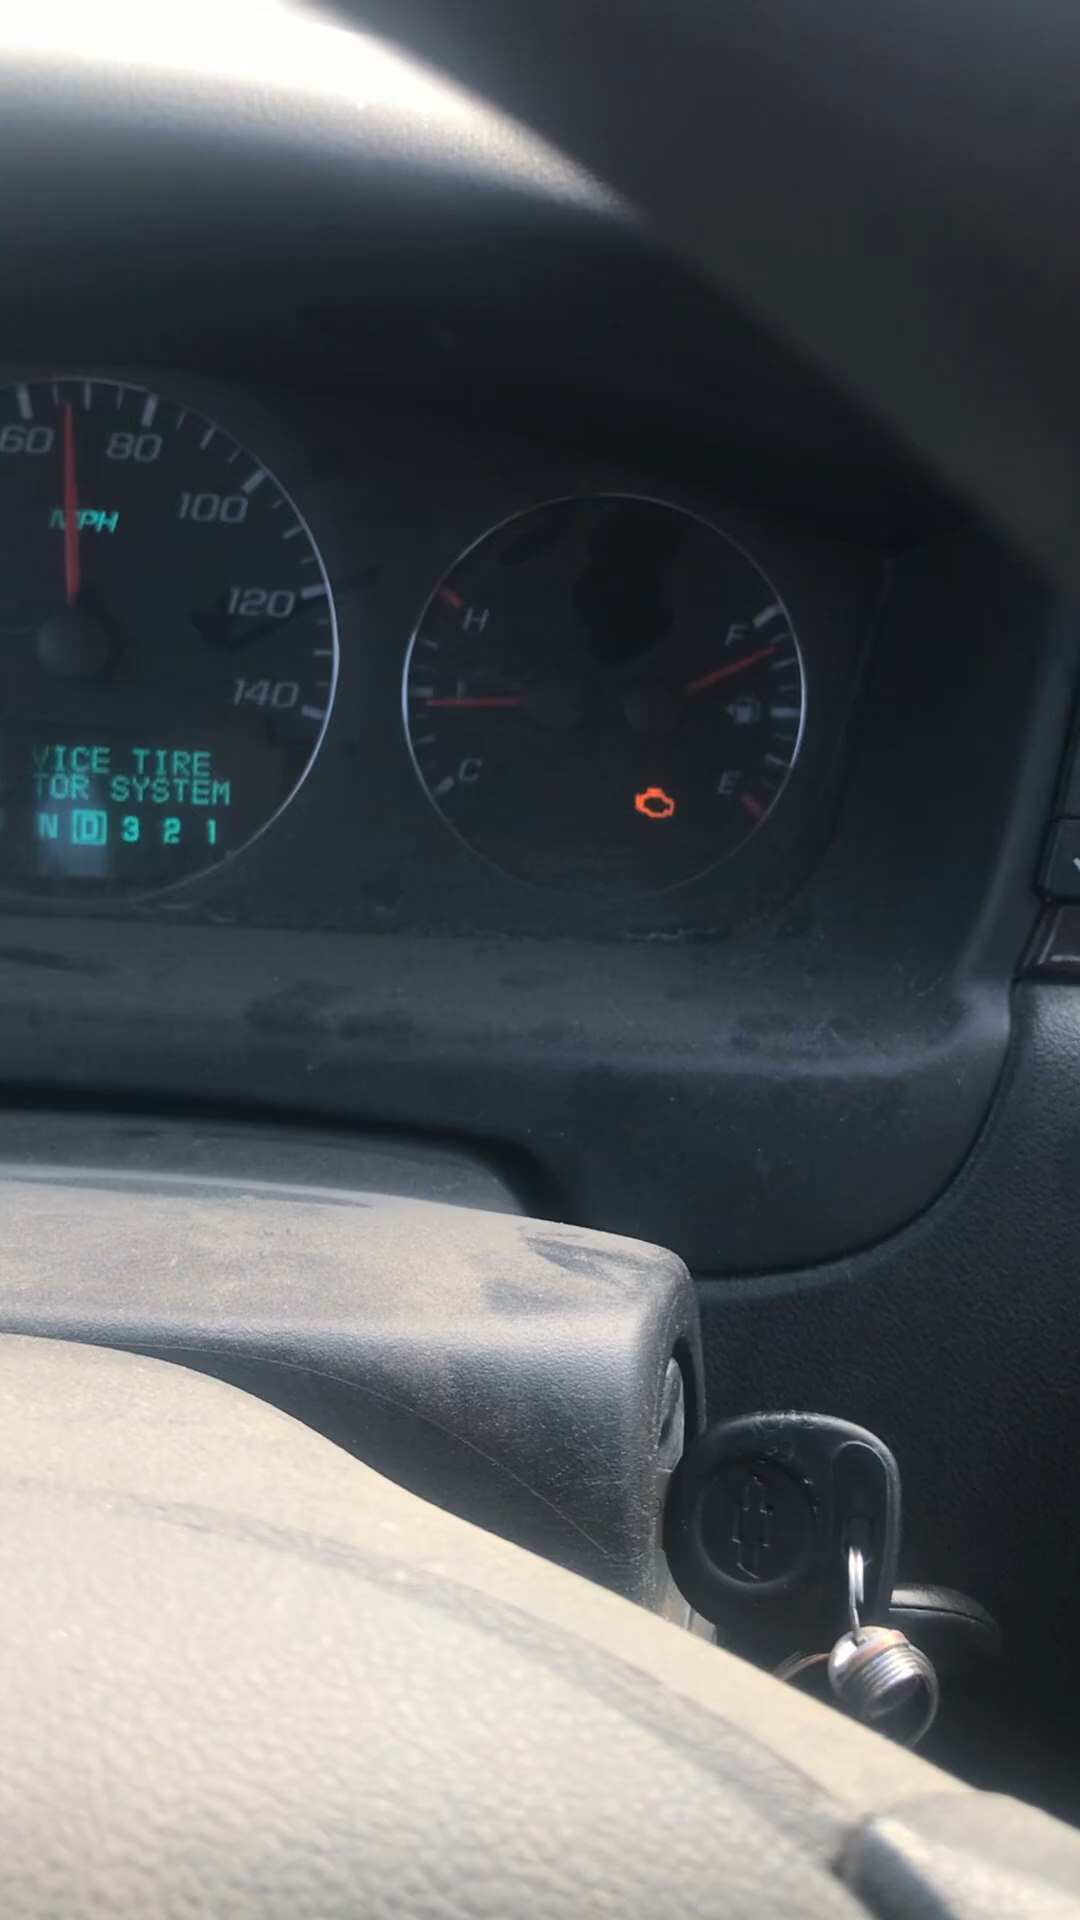 60 80
MPH 100
120
140
H F
C E
VICE TIRE
TOR SYSTEM
N D 3 2 1